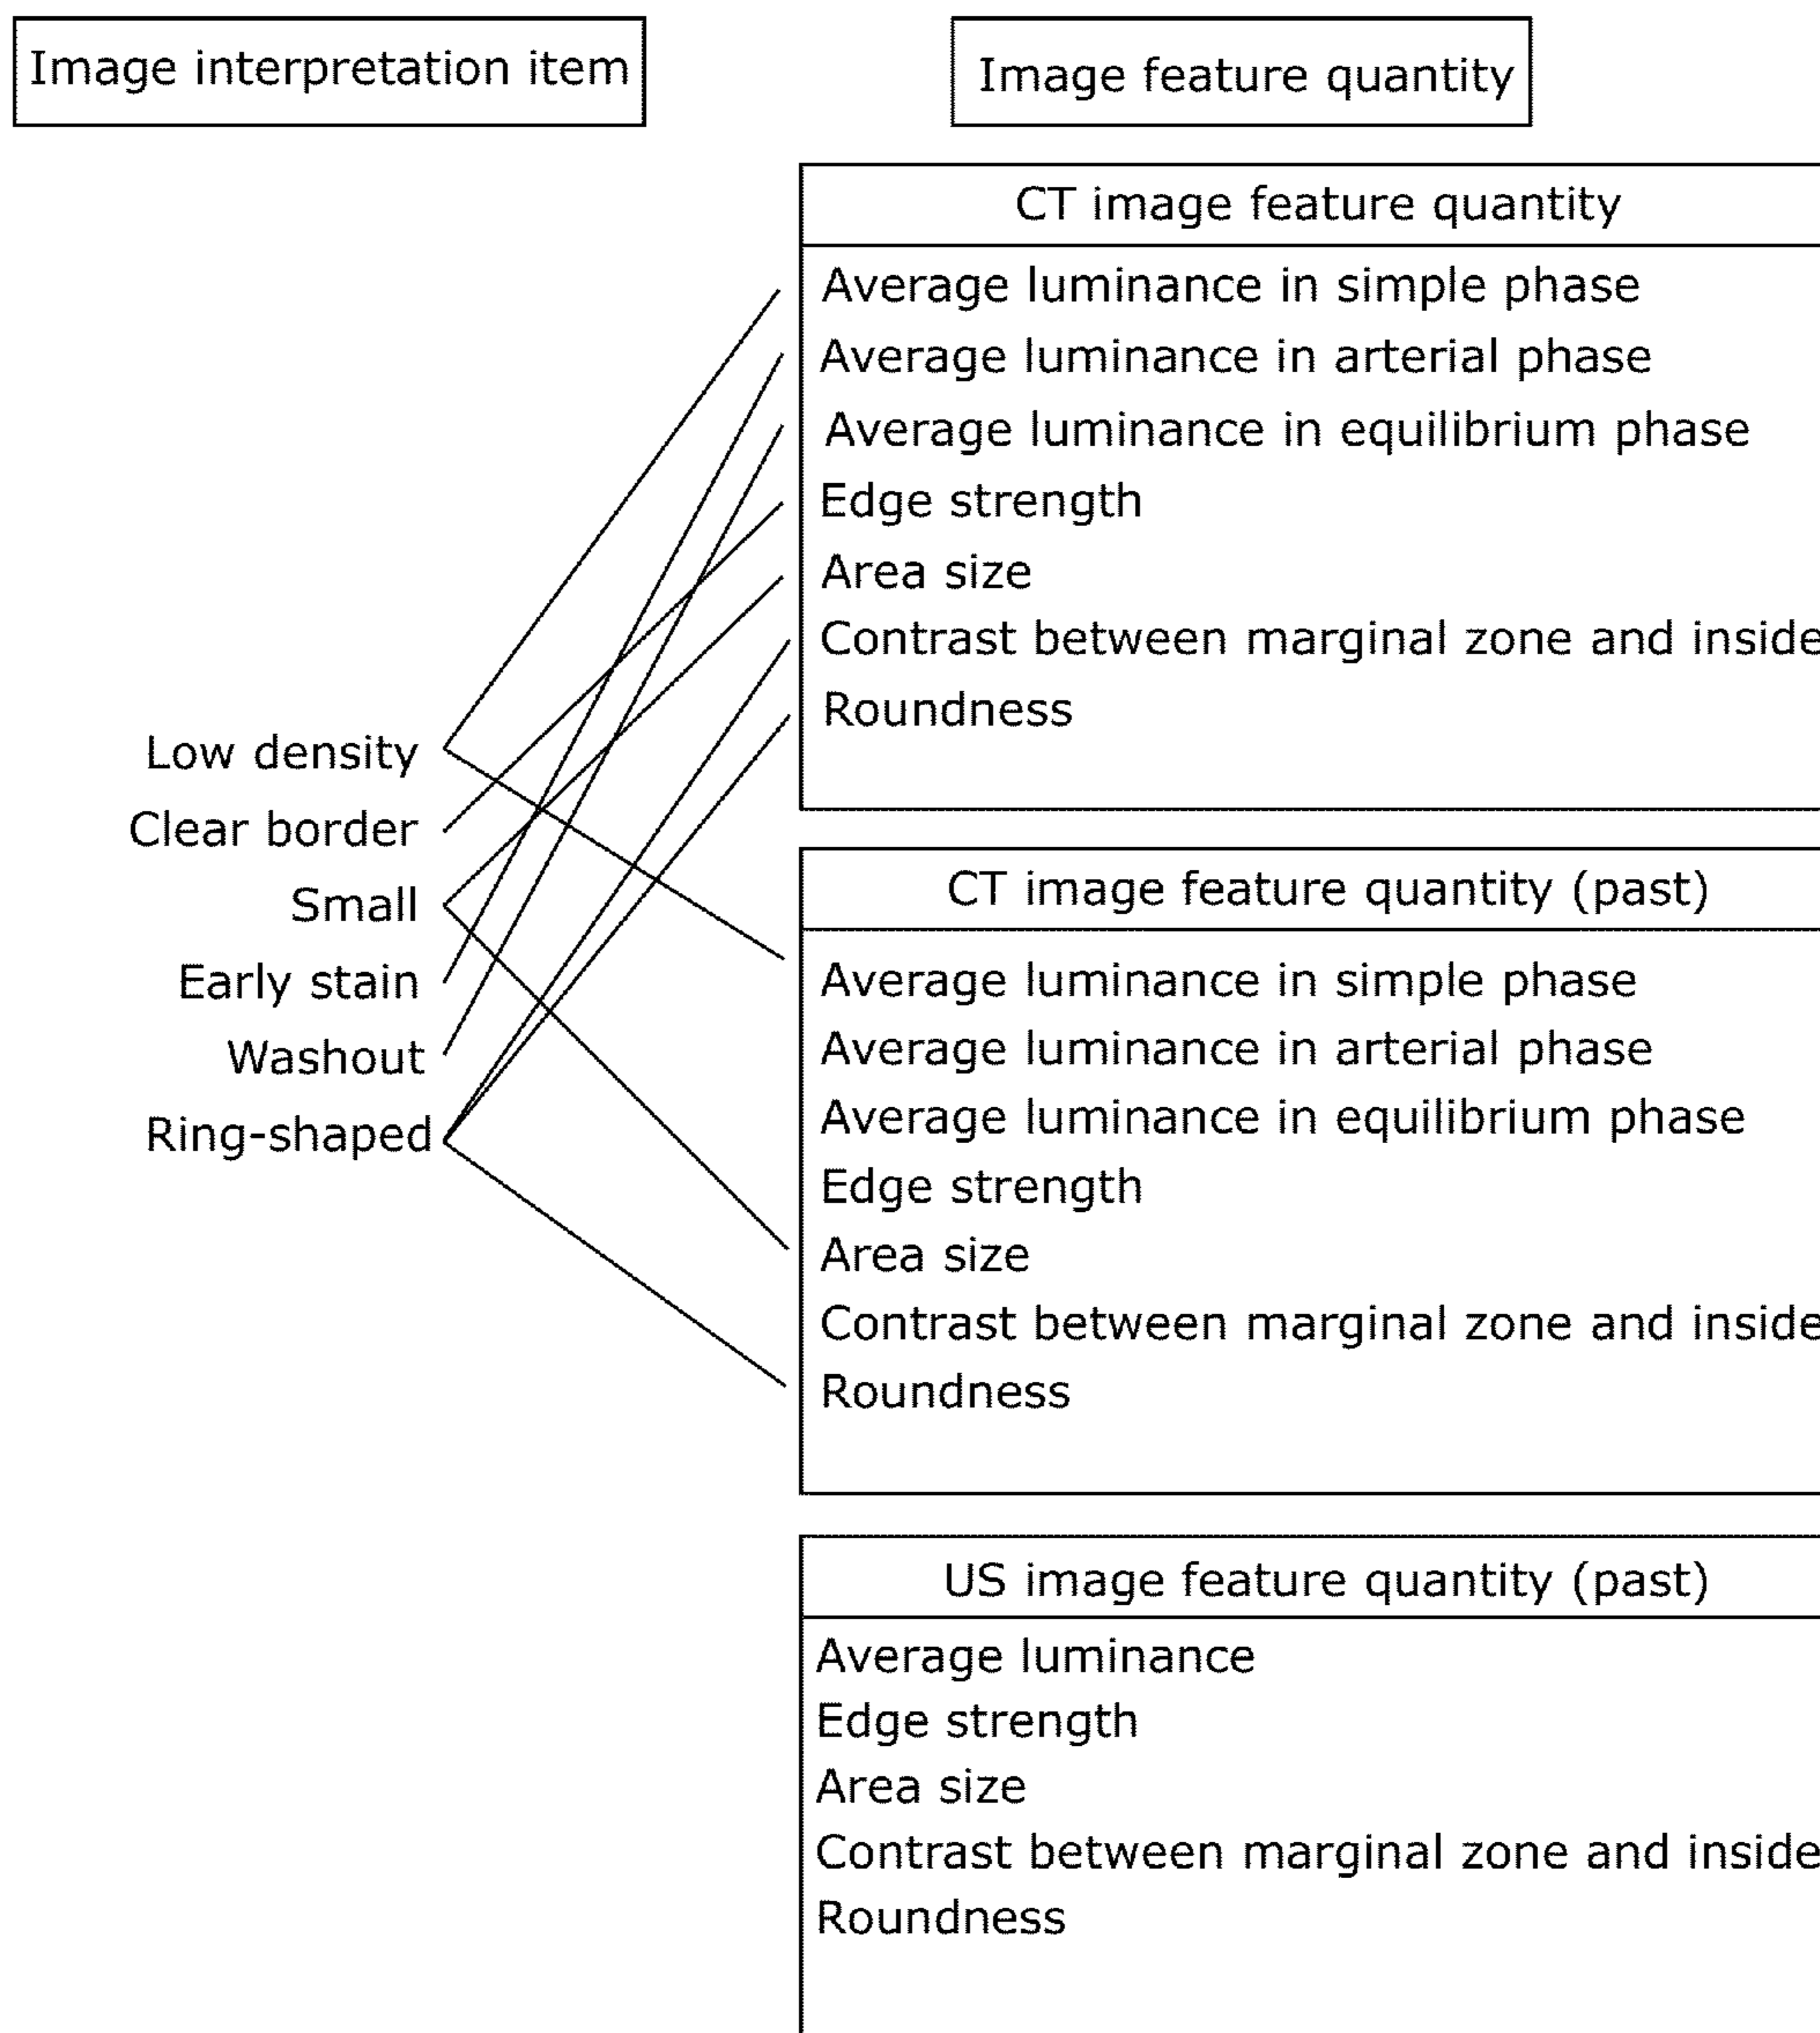 Image interpretation item
Image feature quantity
CT image feature quantity
Average luminance in simple phase
Average luminance in arterial phase
Average luminance in equilibrium phase
Edge strength
Area size
Contrast between marginal zone and inside
Roundness
Low density
Clear border
Small
Early stain
Washout
Ring-shaped
CT image feature quantity (past)
Average luminance in simple phase
Average luminance in arterial phase
Average luminance in equilibrium phase
Edge strength
Area size
Contrast between marginal zone and inside
Roundness
US image feature quantity (past)
Average luminance
Edge strength
Area size
Contrast between marginal zone and inside
Roundness